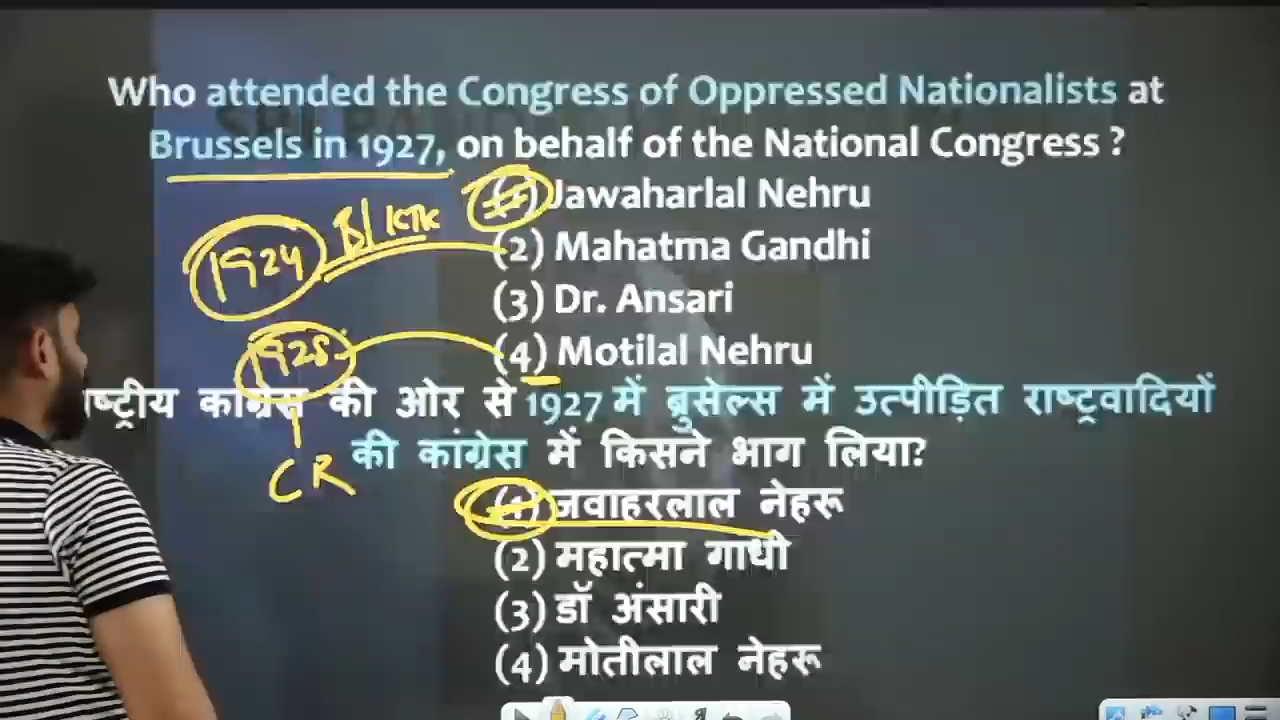 Who attended the Congress of Oppressed Nationalists at
Brussels in 1927, on behalf of the National Congress ?
(1) Jawaharlal Nehru
1924 B/
(2) Mahatma Gandhi
(3) Dr. Ansari
1928
(4) Motilal Nehru
कांग्रेस की ओर से 1927 में ब्रुसेल्स में उत्पीड़ित राष्ट्रवादियों
CR
की कांग्रेस में किसने भाग लिया?
(1) जवाहरलाल नेहरू
(2) महात्मा गाधी
(3) डॉ अंसारी
(4) मोतीलाल नेहरू